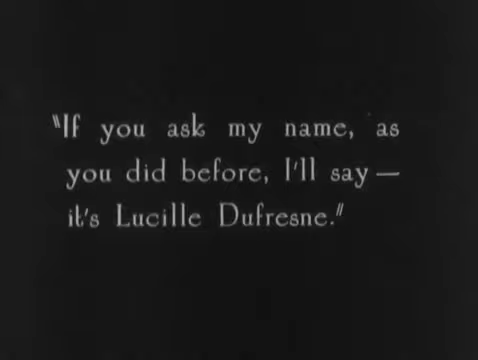 "If you ask my name, as
you did before, I'll say —
it's Lucille Dufresne."